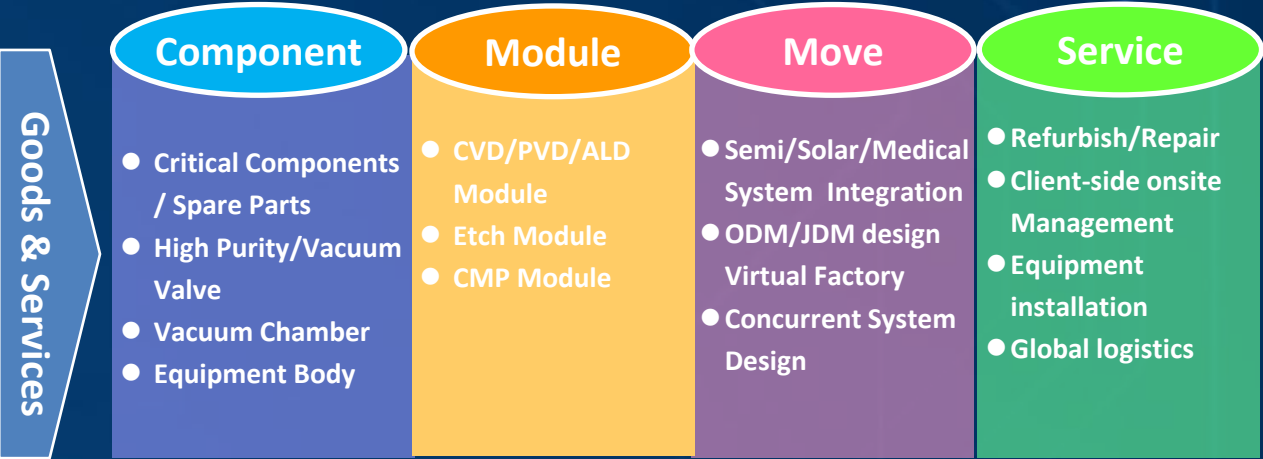 Goods & Services
Component
● Critical Components
/ Spare Parts
● High Purity/Vacuum
Valve
● Vacuum Chamber
● Equipment Body
Module
● CVD/PVD/ALD
Module
● Etch Module
● CMP Module
Move
● Semi/Solar/Medical
System Integration
● ODM/JDM design
Virtual Factory
● Concurrent System
Design
Service
● Refurbish/Repair
● Client-side onsite
Management
● Equipment
installation
● Global logistics